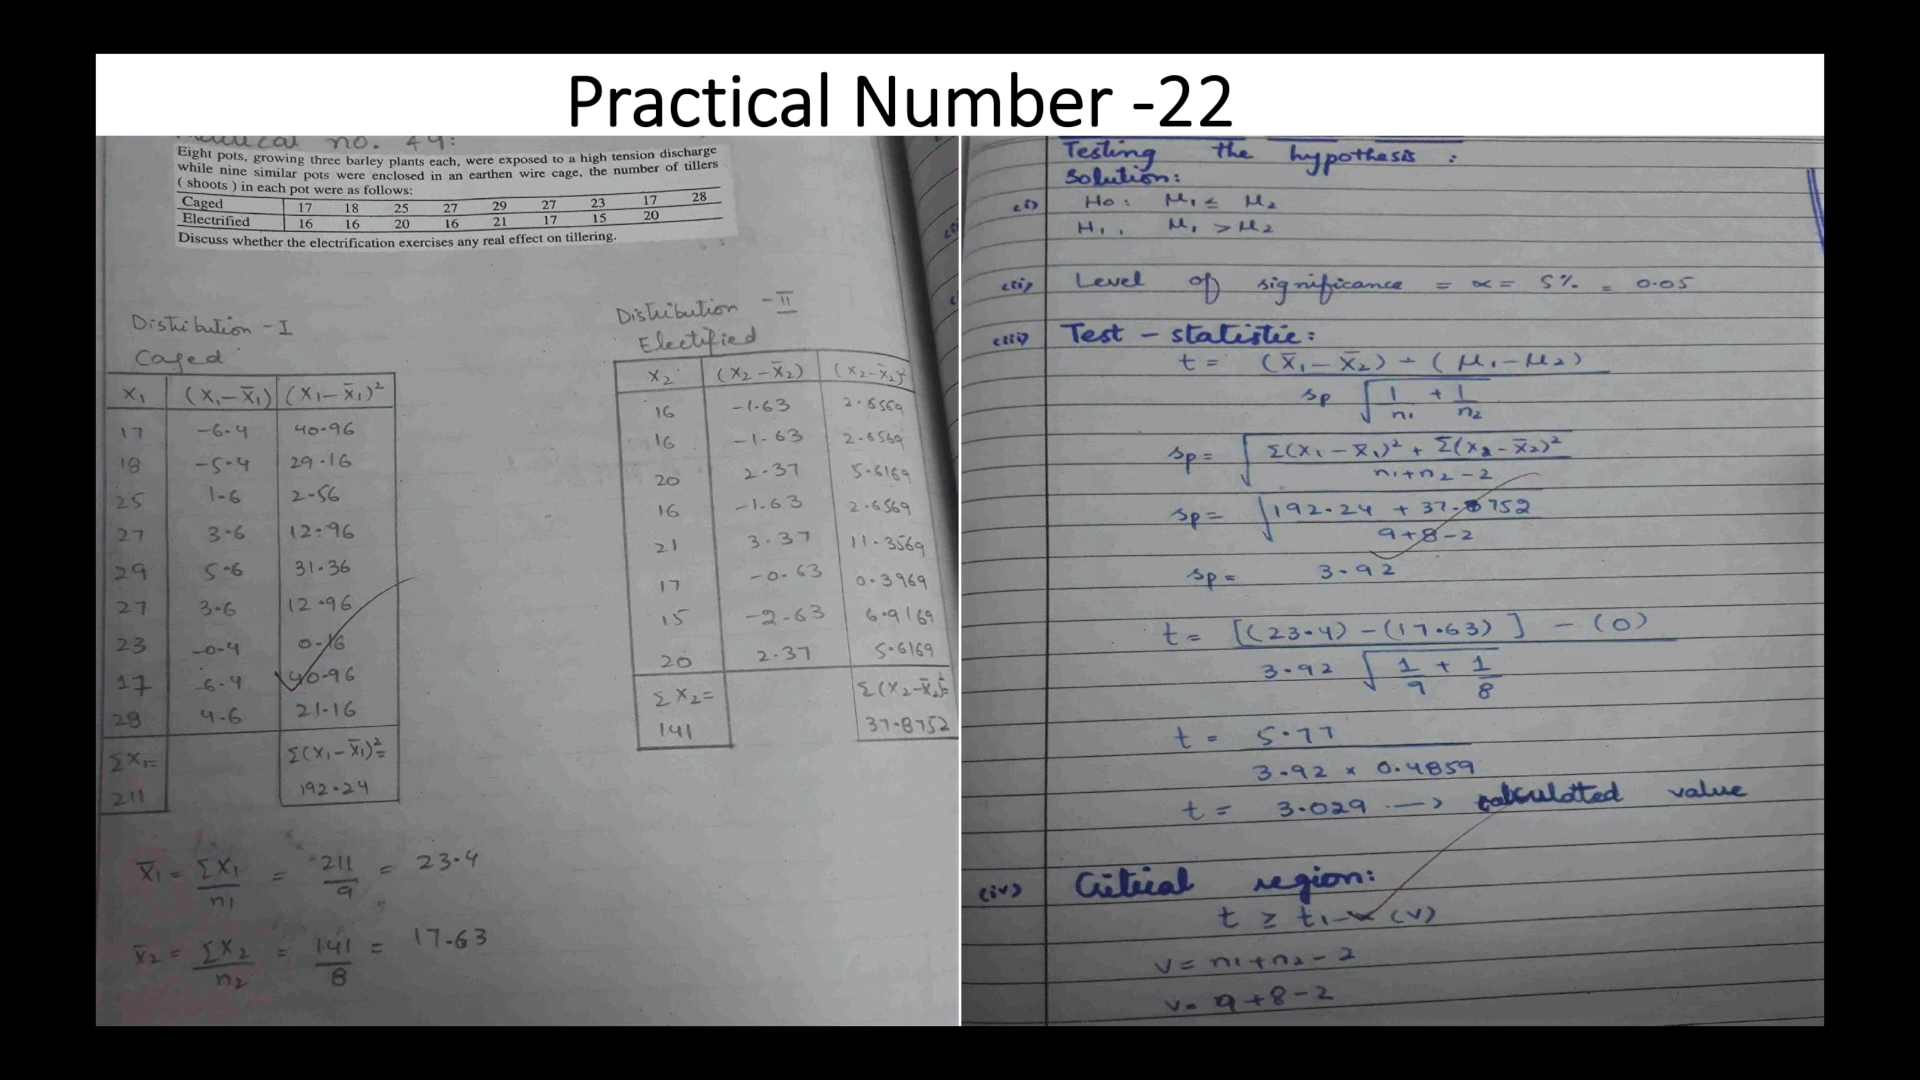 Practical Number -22
no. 49:
Eight pots, growing three barley plants each, were exposed to a high tension discharge
while nine similar pots were enclosed in an earthen wire cage, the number of tillers
( shoots ) in each pot were as follows:
Caged 17 18 25 27 29 27 23 17 28
Electrified 16 16 20 16 21 17 15 20
Discuss whether the electrification exercises any real effect on tillering.
Distribution - I
Caged
X₁ (X₁-X̄₁) (X₁-X̄₁)²
17 -6.4 40.96
18 -5.4 29.16
25 1.6 2.56
27 3.6 12.96
29 5.6 31.36
27 3.6 12.96
23 -0.4 0.16
17 -6.4 40.96
28 4.6 21.16
ΣX₁= Σ(X₁-X̄₁)²=
211 192.24
X̄₁ = ΣX₁/n₁ = 211/9 = 23.4
X̄₂ = ΣX₂/n₂ = 141/8 = 17.63
Distribution - II
Electified
X₂ (X₂-X̄₂) (X₂-X̄₂)²
16 -1.63 2.6569
16 -1.63 2.6569
20 2.37 5.6169
16 -1.63 2.6569
21 3.37 11.3569
17 -0.63 0.3969
15 -2.63 6.9169
20 2.37 5.6169
ΣX₂= Σ(X₂-X̄₂)²
141 37.8752
Testing the hypothesis :
Solution:
(i) H₀: μ₁ ≤ μ₂
H₁, μ₁ > μ₂
(ii) Level of significance = α = 5% = 0.05
(iii) Test - statistic:
t = (X̄₁-X̄₂) - (μ₁-μ₂)
sp √ 1/n₁ + 1/n₂
sp = √ Σ(X₁-X̄₁)² + Σ(X₂-X̄₂)²
n₁+n₂-2
sp = √ 192.24 + 37.8752
9+8-2
sp = 3.92
t = [(23.4)-(17.63)] - (0)
3.92 √ 1/9 + 1/8
t = 5.77
3.92 x 0.4859
t = 3.029 → calculatted value
(iv) Critical region:
t ≥ t₁-α (v)
v = n₁+n₂-2
v = 9+8-2